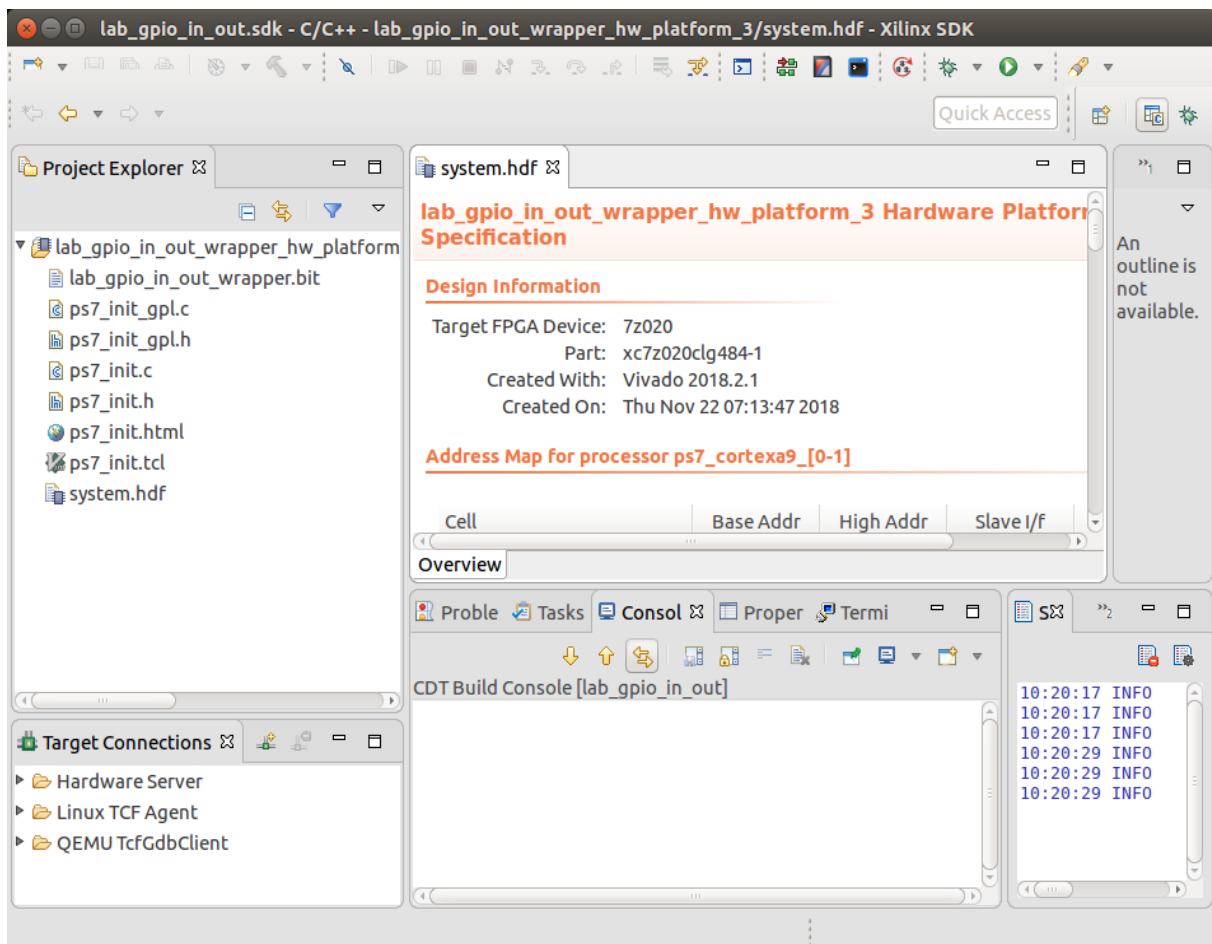 lab_gpio_in_out.sdk - C/C++ - lab_gpio_in_out_wrapper_hw_platform_3/system.hdf - Xilinx SDK
Quick Access
Project Explorer
lab_gpio_in_out_wrapper_hw_platform
lab_gpio_in_out_wrapper.bit
ps7_init_gpl.c
ps7_init_gpl.h
ps7_init.c
ps7_init.h
ps7_init.html
ps7_init.tcl
system.hdf
Target Connections
Hardware Server
Linux TCF Agent
QEMU TcfGdbClient
system.hdf
lab_gpio_in_out_wrapper_hw_platform_3 Hardware Platforr
Specification
Design Information
Target FPGA Device: 7z020
Part: xc7z020clg484-1
Created With: Vivado 2018.2.1
Created On: Thu Nov 22 07:13:47 2018
Address Map for processor ps7_cortexa9_[0-1]
Cell Base Addr High Addr Slave I/f
Overview
»1
An
outline is
not
available.
Proble Tasks Consol Proper Termi
CDT Build Console [lab_gpio_in_out]
S »2
10:20:17 INFO
10:20:17 INFO
10:20:17 INFO
10:20:29 INFO
10:20:29 INFO
10:20:29 INFO